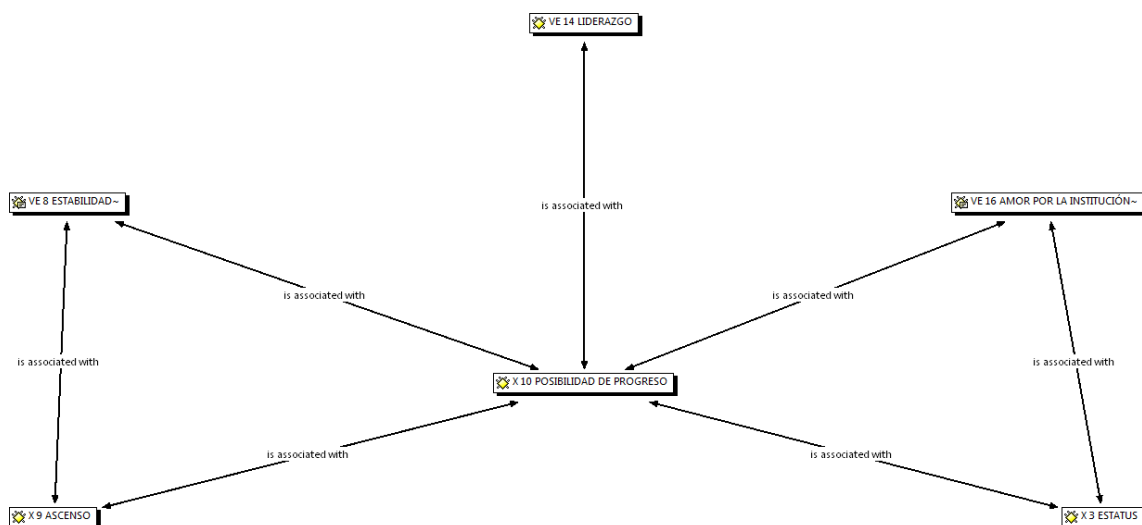 VE 14 LIDERAZGO
VE 8 ESTABILIDAD~
is associated with
VE 16 AMOR POR LA INSTITUCIÓN~
is associated with
is associated with
is associated with
is associated with
X 10 POSIBILIDAD DE PROGRESO
is associated with
is associated with
X 9 ASCENSO
X 3 ESTATUS